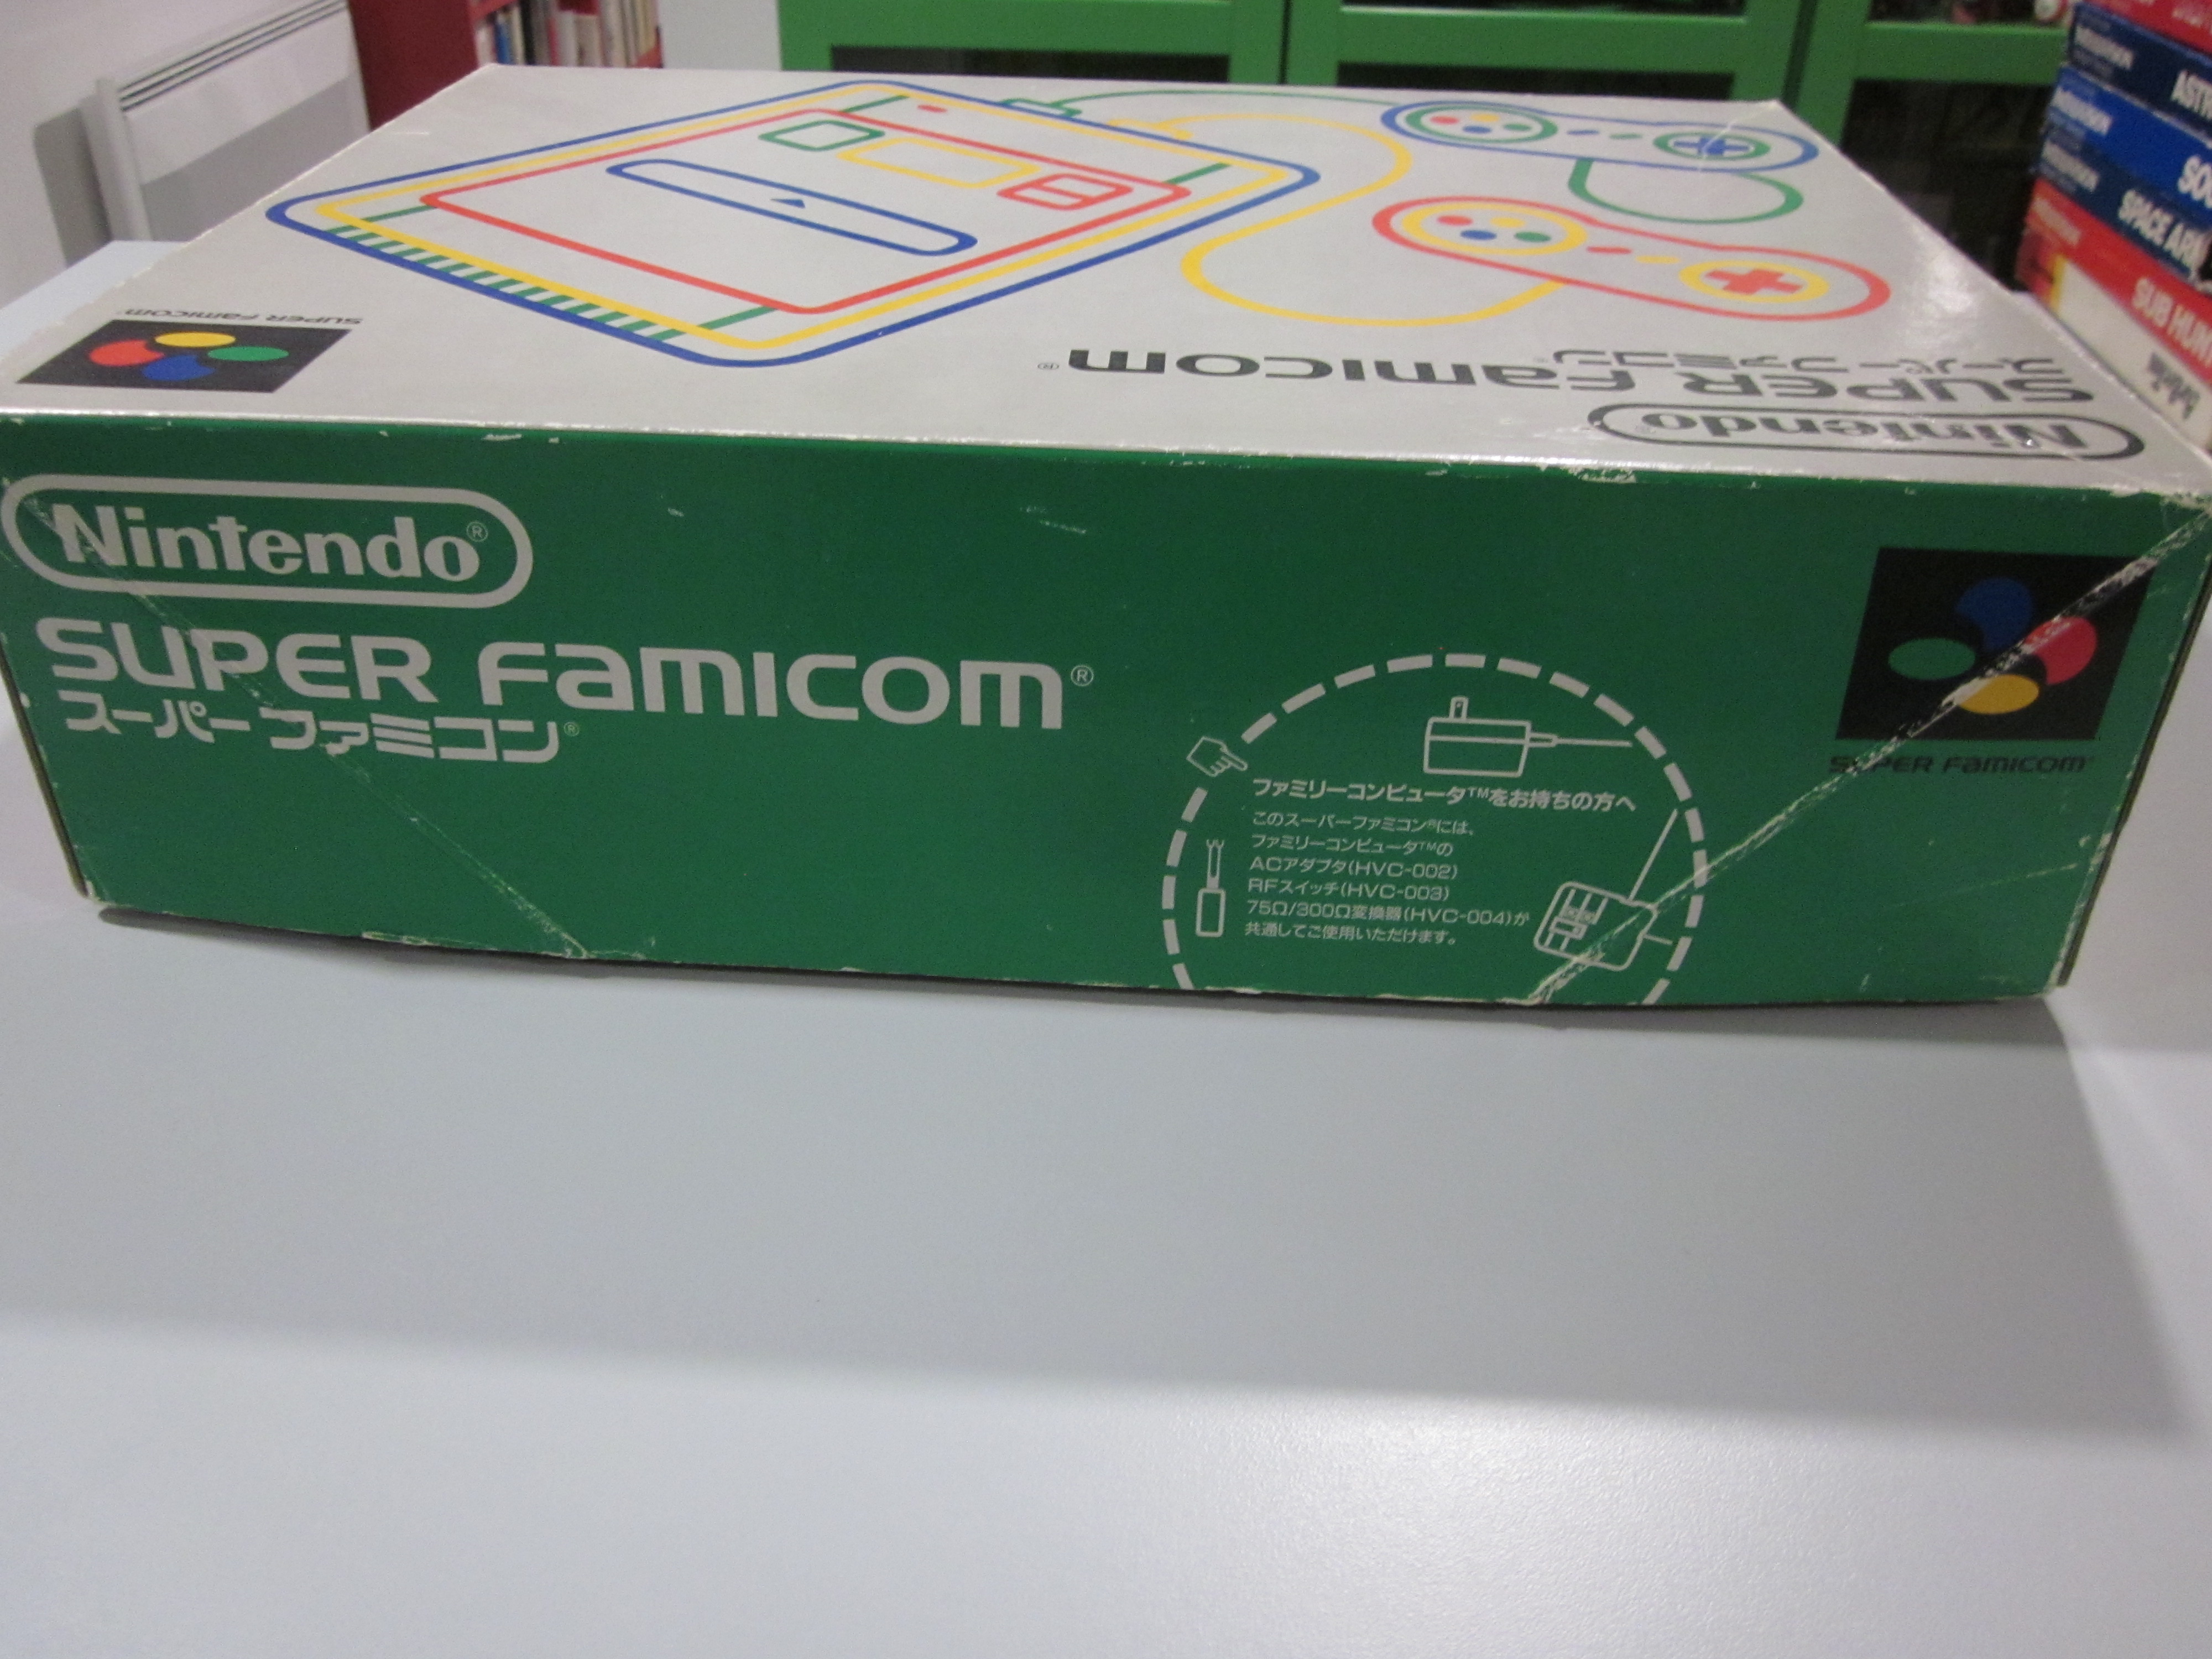 SUPER FAMICOM
SUPER FAMICOM®
スーパーファミコン
Nintendo®
ASTR
SPACE ARM
SUB HUNT
Nintendo®
SUPER FAMICOM®
スーパーファミコン®
ファミリーコンピュータ™をお持ちの方へ
このスーパーファミコン®には、
ファミリーコンピュータ™の
ACアダプタ(HVC-002)
RFスイッチ(HVC-003)
75Ω/300Ω変換器(HVC-004)が
共通してご使用いただけます。
SUPER FAMICOM